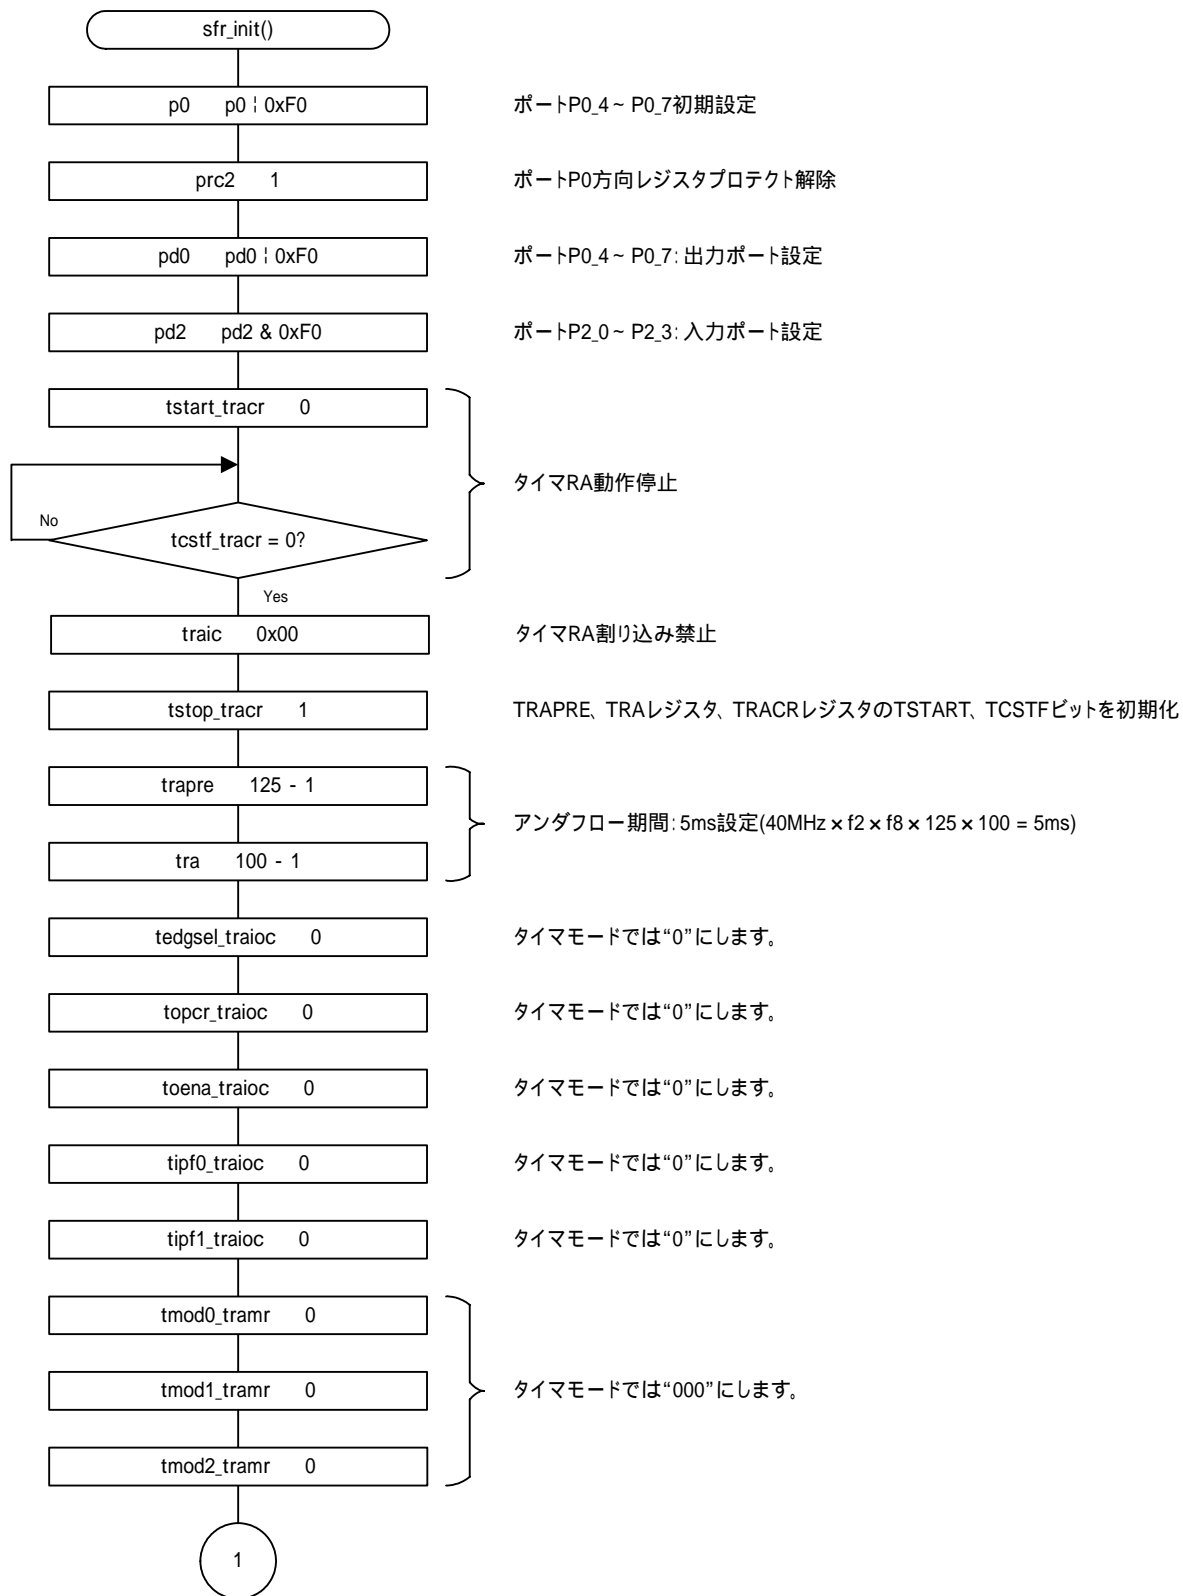 sfr_init()
p0 p0 ¦ 0xF0 ポートP0_4 ~ P0_7初期設定
prc2 1 ポートP0方向レジスタプロテクト解除
pd0 pd0 ¦ 0xF0 ポートP0_4 ~ P0_7: 出力ポート設定
pd2 pd2 & 0xF0 ポートP2_0 ~ P2_3: 入力ポート設定
tstart_tracr 0
タイマRA動作停止
No
tcstf_tracr = 0?
Yes
traic 0x00 タイマRA割り込み禁止
tstop_tracr 1 TRAPRE、TRAレジスタ、TRACRレジスタのTSTART、TCSTFビットを初期化
trapre 125 - 1
アンダフロー期間: 5ms設定(40MHz × f2 × f8 × 125 × 100 = 5ms)
tra 100 - 1
tedgsel_traioc 0 タイマモードでは“0”にします。
topcr_traioc 0 タイマモードでは“0”にします。
toena_traioc 0 タイマモードでは“0”にします。
tipf0_traioc 0 タイマモードでは“0”にします。
tipf1_traioc 0 タイマモードでは“0”にします。
tmod0_tramr 0
tmod1_tramr 0 タイマモードでは“000”にします。
tmod2_tramr 0
1